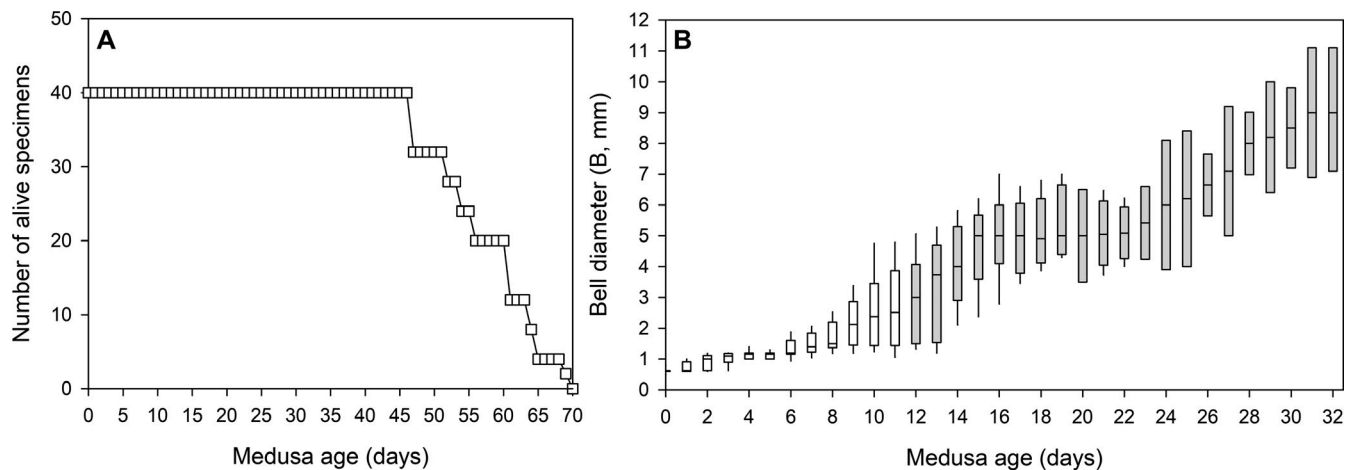 A
Number of alive specimens
50
40
30
20
10
0
0 5 10 15 20 25 30 35 40 45 50 55 60 65 70
Medusa age (days)
B
Bell diameter (B, mm)
12
11
10
9
8
7
6
5
4
3
2
1
0
0 2 4 6 8 10 12 14 16 18 20 22 24 26 28 30 32
Medusa age (days)